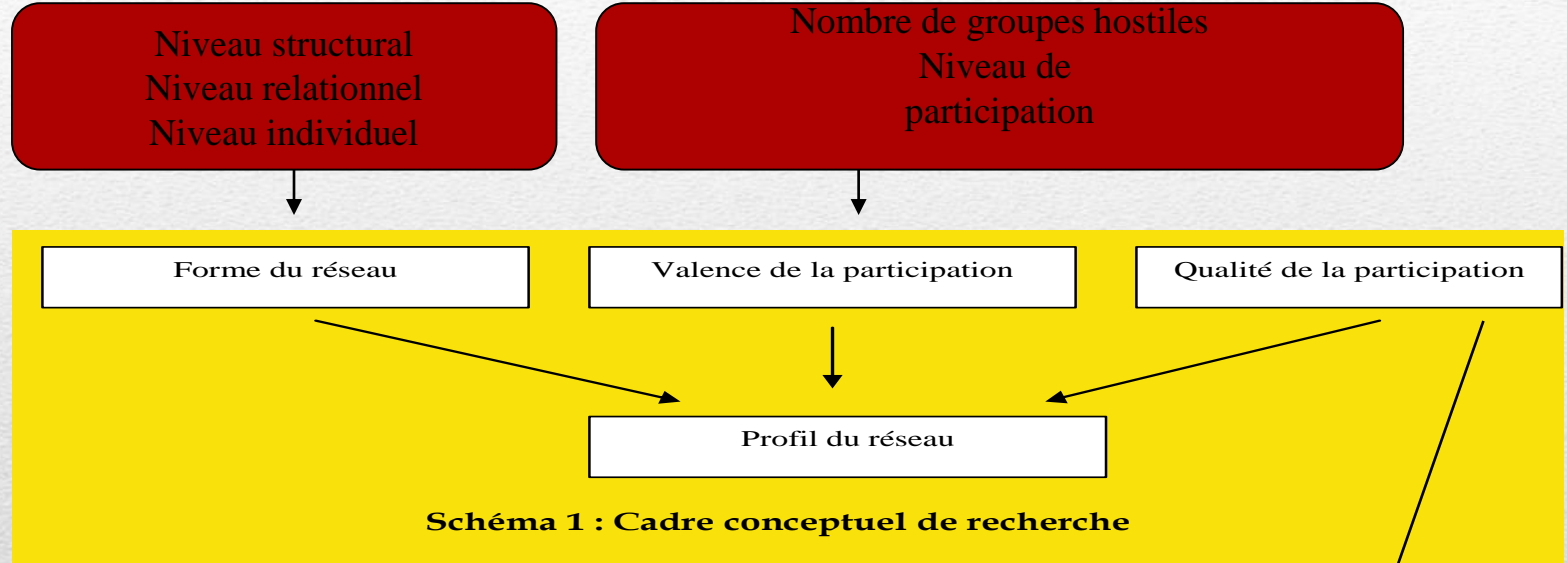 Niveau structural
Niveau relationnel
Niveau individuel
Nombre de groupes hostiles
Niveau de
participation
Forme du réseau
Valence de la participation
Qualité de la participation
Profil du réseau
Schéma 1 : Cadre conceptuel de recherche